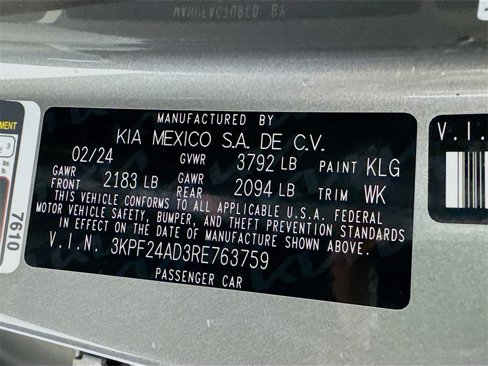 MANUFACTURED BY
KIA MEXICO S.A. DE C.V.
02/24 GVWR 3792 LB PAINT KLG
GAWR FRONT 2183 LB GAWR REAR 2094 LB TRIM WK
THIS VEHICLE CONFORMS TO ALL APPLICABLE U.S.A. FEDERAL
MOTOR VEHICLE SAFETY, BUMPER, AND THEFT PREVENTION STANDARDS
IN EFFECT ON THE DATE OF MANUFACTURE SHOWN ABOVE.
V.I.N. 3KPF24AD3RE763759
PASSENGER CAR
7610
V.I.